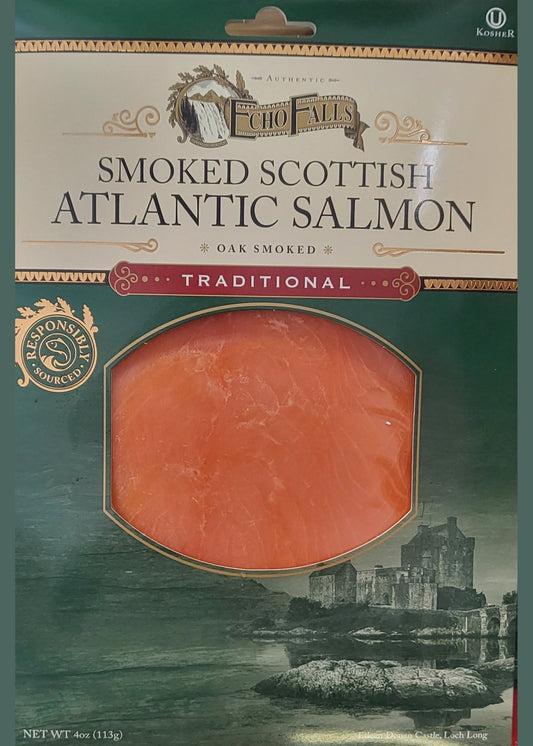 U
KOSHER
AUTHENTIC
ECHO FALLS
SMOKED SCOTTISH
ATLANTIC SALMON
OAK SMOKED
TRADITIONAL
RESPONSIBLY
SOURCED
NET WT 4oz (113g)
Eilean Donan Castle, Loch Long